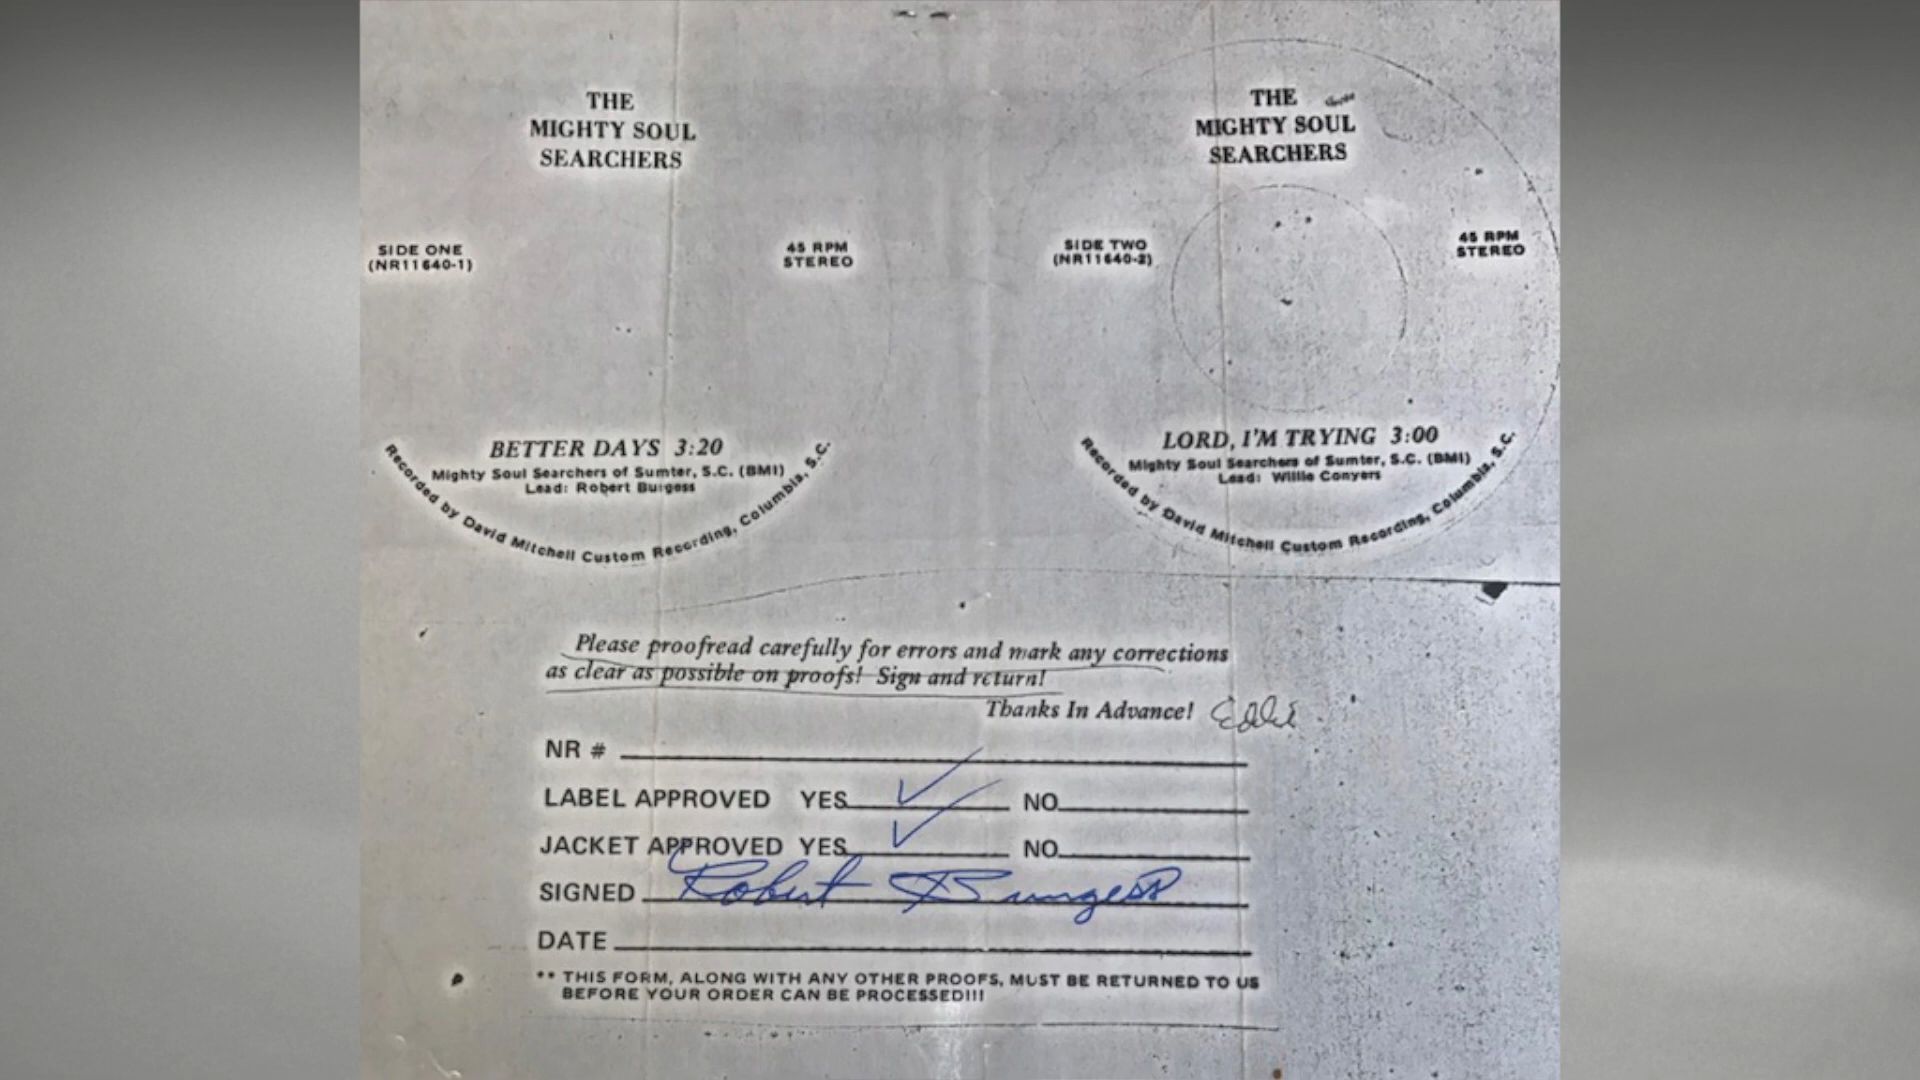 THE
MIGHTY SOUL
SEARCHERS
SIDE ONE
(NR11640-1)
45 RPM
STEREO
BETTER DAYS 3:20
Mighty Soul Searchers of Sumter, S.C. (BMI)
Lead: Robert Burgess
Recorded by David Mitchell Custom Recording, Columbia, S.C.
THE
MIGHTY SOUL
SEARCHERS
SIDE TWO
(NR11640-2)
45 RPM
STEREO
LORD, I'M TRYING 3:00
Mighty Soul Searchers of Sumter, S.C. (BMI)
Lead: Willie Conyers
Recorded by David Mitchell Custom Recording, Columbia, S.C.
Please proofread carefully for errors and mark any corrections
as clear as possible on proofs! Sign and return!
Thanks In Advance! Eddie
NR #
LABEL APPROVED YES ✓ NO
JACKET APPROVED YES ✓ NO
SIGNED Robert Burgess
DATE
** THIS FORM, ALONG WITH ANY OTHER PROOFS, MUST BE RETURNED TO US
BEFORE YOUR ORDER CAN BE PROCESSED!!!